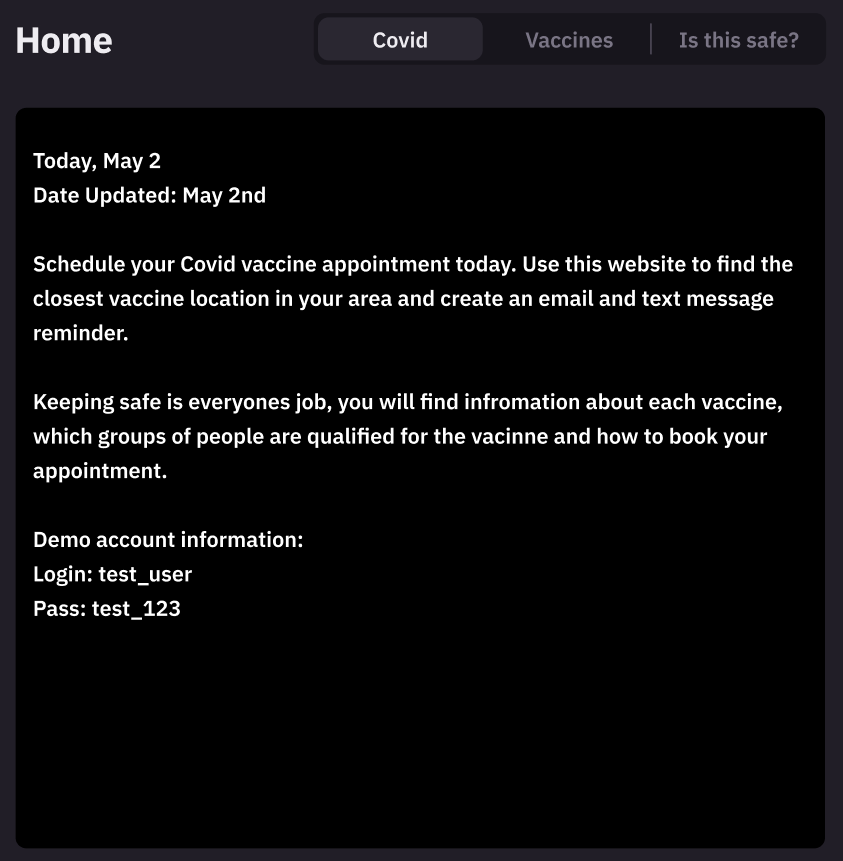 Home
Covid
Vaccines
Is this safe?
Today, May 2
Date Updated: May 2nd
Schedule your Covid vaccine appointment today. Use this website to find the
closest vaccine location in your area and create an email and text message
reminder.
Keeping safe is everyones job, you will find infromation about each vaccine,
which groups of people are qualified for the vacinne and how to book your
appointment.
Demo account information:
Login: test_user
Pass: test_123